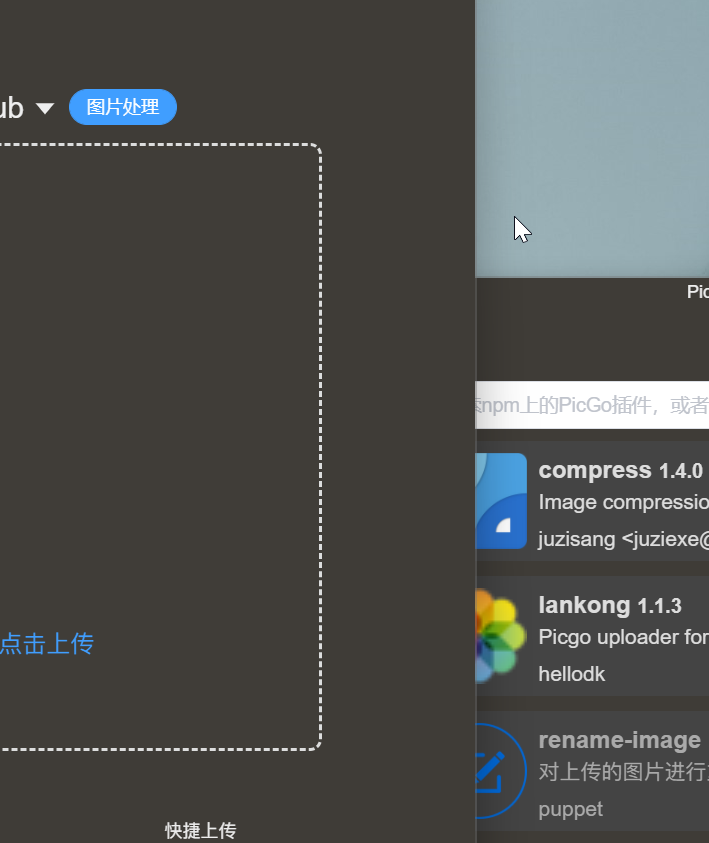 ub
图片处理
点击上传
快捷上传
Pic
npm上的PicGo插件，或者
compress 1.4.0
Image compressio
juzisang <juziexe@
lankong 1.1.3
Picgo uploader for
hellodk
rename-image
对上传的图片进行
puppet